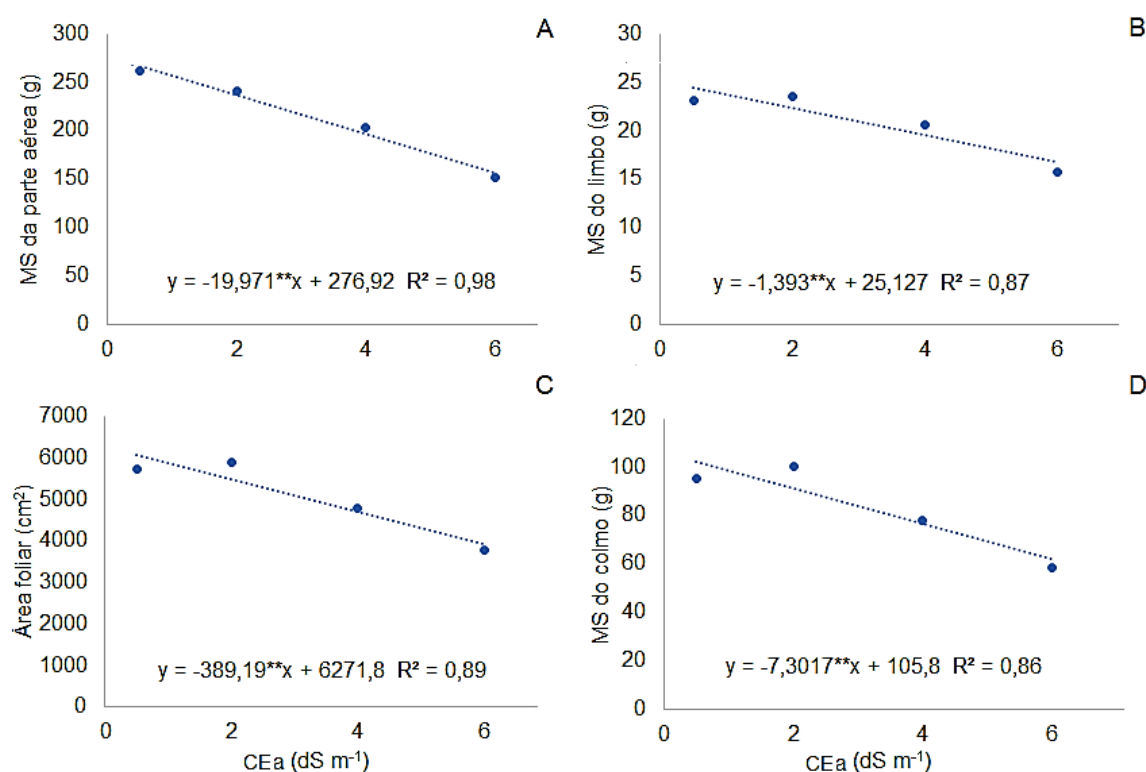 A
MS da parte aérea (g)
300
250
200
150
100
50
0
y = -19,971**x + 276,92 R² = 0,98
0 2 4 6
B
MS do limbo (g)
30
25
20
15
10
5
0
y = -1,393**x + 25,127 R² = 0,87
0 2 4 6
C
Área foliar (cm²)
7000
6000
5000
4000
3000
2000
1000
0
y = -389,19**x + 6271,8 R² = 0,89
0 2 4 6
CEa (dS m⁻¹)
D
MS do colmo (g)
120
100
80
60
40
20
0
y = -7,3017**x + 105,8 R² = 0,86
0 2 4 6
CEa (dS m⁻¹)